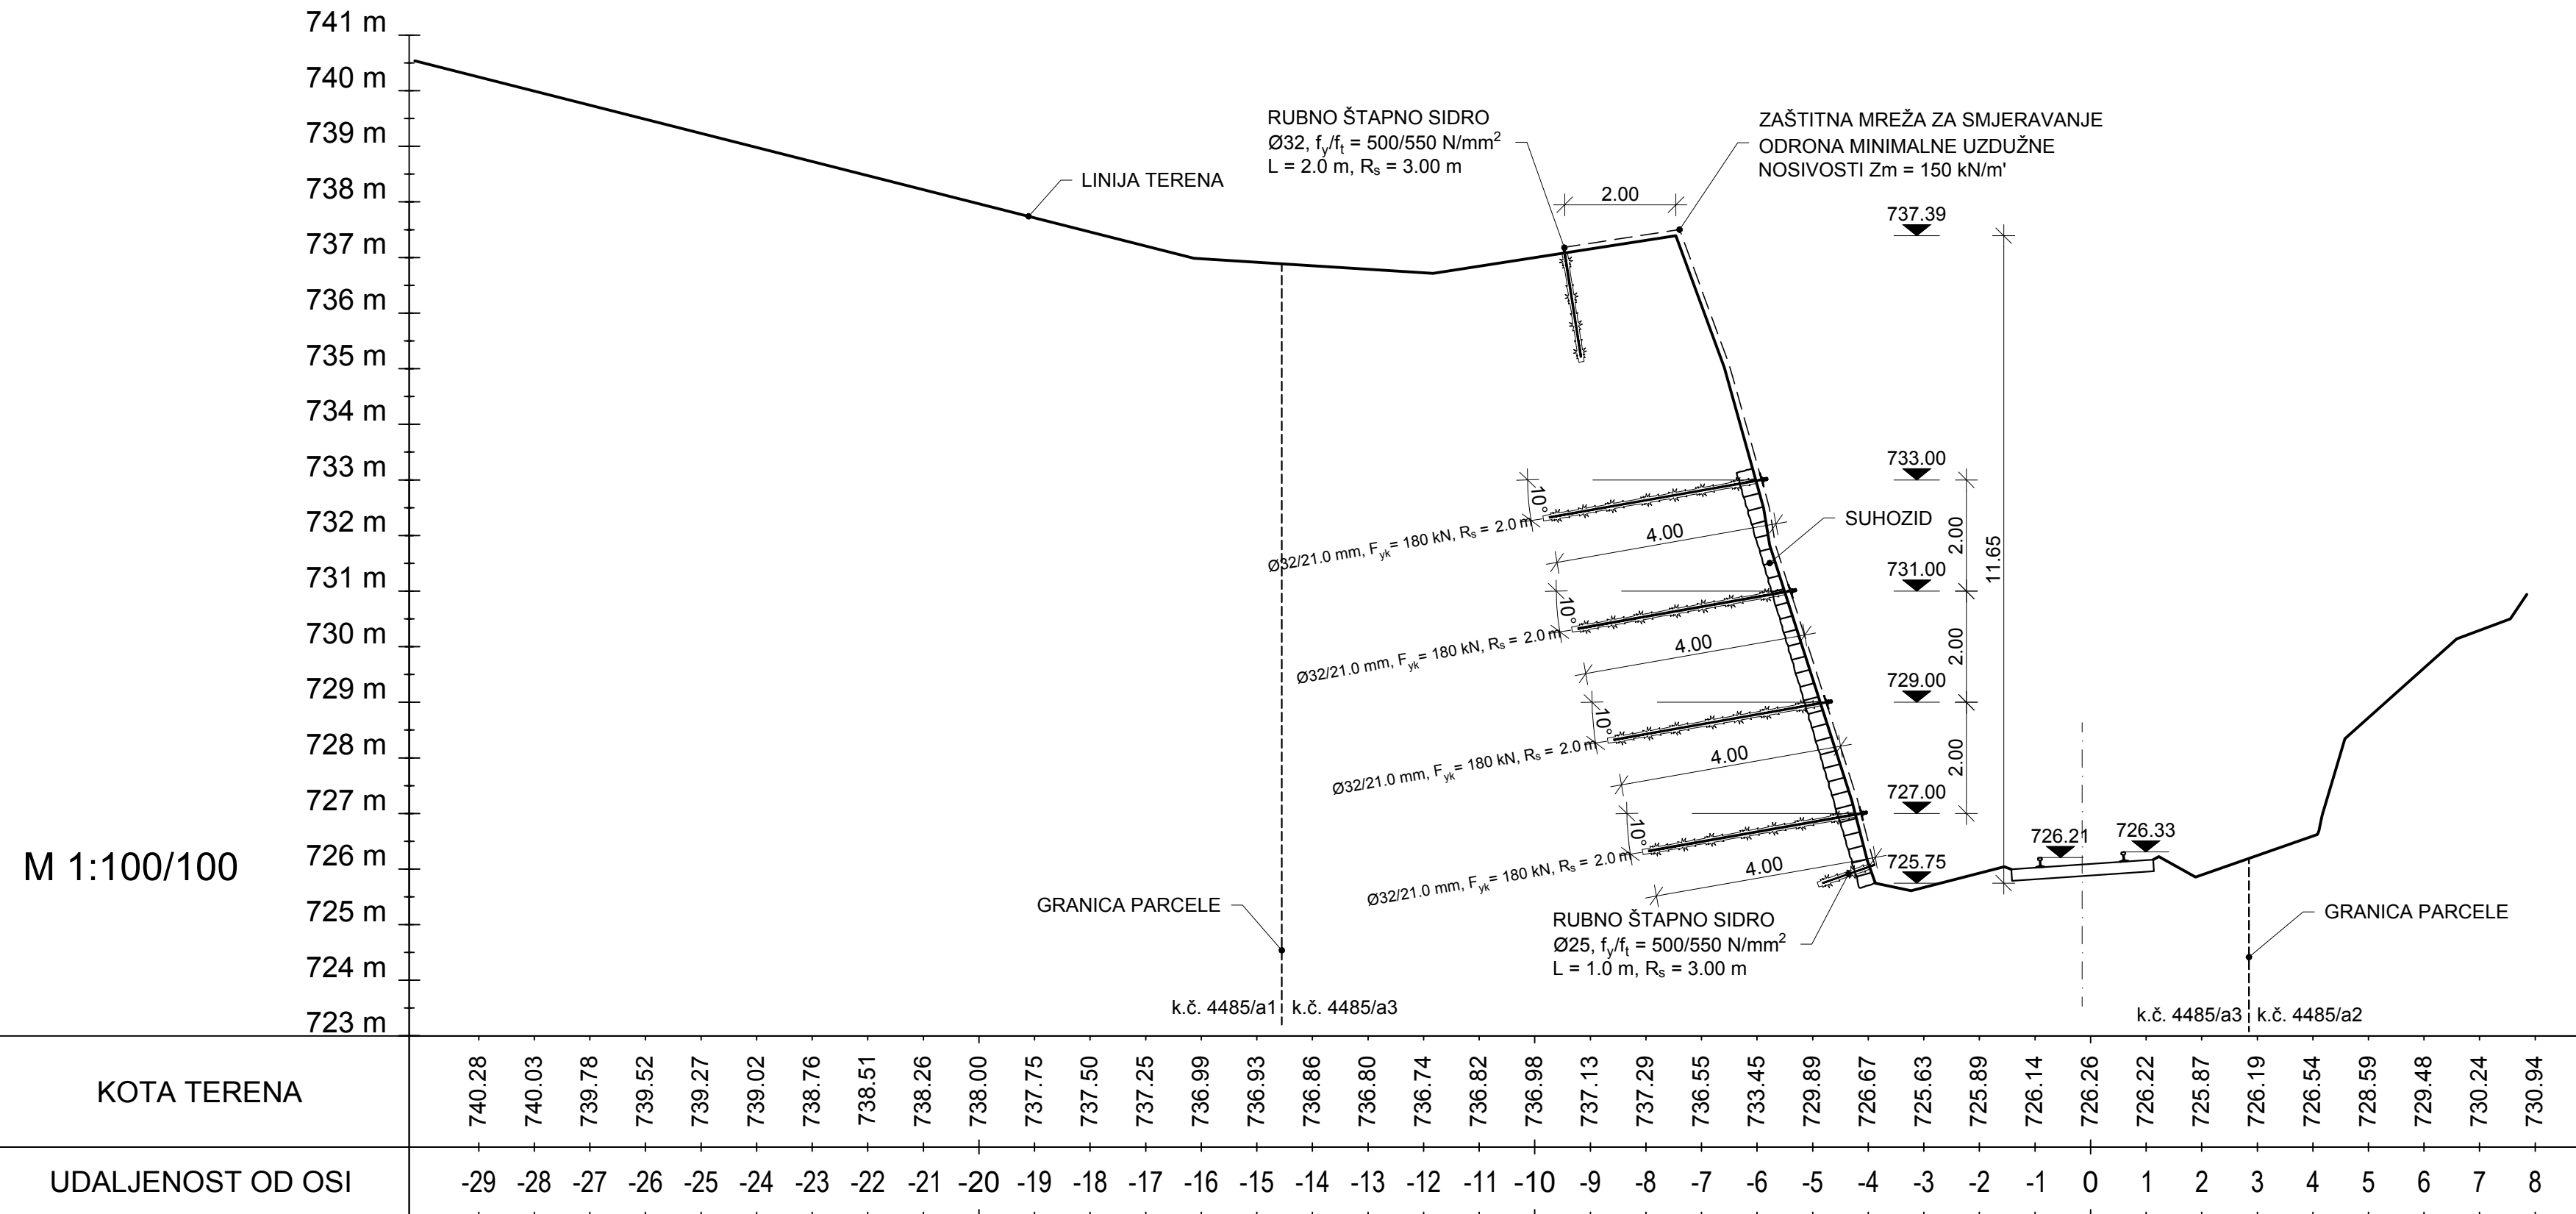 741 m
740 m
739 m
738 m
737 m
736 m
735 m
734 m
733 m
732 m
731 m
730 m
729 m
728 m
727 m
726 m
725 m
724 m
723 m
M 1:100/100
LINIJA TERENA
RUBNO ŠTAPNO SIDRO
Ø32, fy/ft = 500/550 N/mm²
L = 2.0 m, Rs = 3.00 m
ZAŠTITNA MREŽA ZA SMJERAVANJE
ODRONA MINIMALNE UZDUŽNE
NOSIVOSTI Zm = 150 kN/m'
2.00
737.39
733.00
731.00
729.00
727.00
725.75
2.00
2.00
2.00
11.65
SUHOZID
10°
Ø32/21.0 mm, Fyk= 180 kN, Rs = 2.0 m
4.00
10°
Ø32/21.0 mm, Fyk= 180 kN, Rs = 2.0 m
4.00
10°
Ø32/21.0 mm, Fyk= 180 kN, Rs = 2.0 m
4.00
10°
Ø32/21.0 mm, Fyk= 180 kN, Rs = 2.0 m
4.00
726.21
726.33
RUBNO ŠTAPNO SIDRO
Ø25, fy/ft = 500/550 N/mm²
L = 1.0 m, Rs = 3.00 m
GRANICA PARCELE
GRANICA PARCELE
k.č. 4485/a1 k.č. 4485/a3
k.č. 4485/a3 k.č. 4485/a2
KOTA TERENA
740.28 740.03 739.78 739.52 739.27 739.02 738.76 738.51 738.26 738.00 737.75 737.50 737.25 736.99 736.93 736.86 736.80 736.74 736.82 736.98 737.13 737.29 736.55 733.45 729.89 726.67 725.63 725.89 726.14 726.26 726.22 725.87 726.19 726.54 728.59 729.48 730.24 730.94
UDALJENOST OD OSI
-29 -28 -27 -26 -25 -24 -23 -22 -21 -20 -19 -18 -17 -16 -15 -14 -13 -12 -11 -10 -9 -8 -7 -6 -5 -4 -3 -2 -1 0 1 2 3 4 5 6 7 8